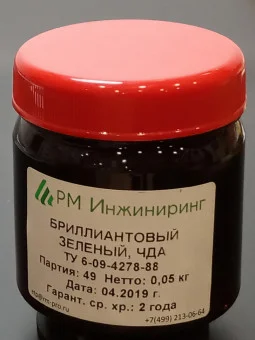 РМ Инжиниринг
БРИЛЛИАНТОВЫЙ
ЗЕЛЕНЫЙ, ЧДА
ТУ 6-09-4278-88
Партия: 49 Нетто: 0,05 кг
Дата: 04.2019 г.
Гарант. ср. хр.: 2 года
+7(499) 213-06-64